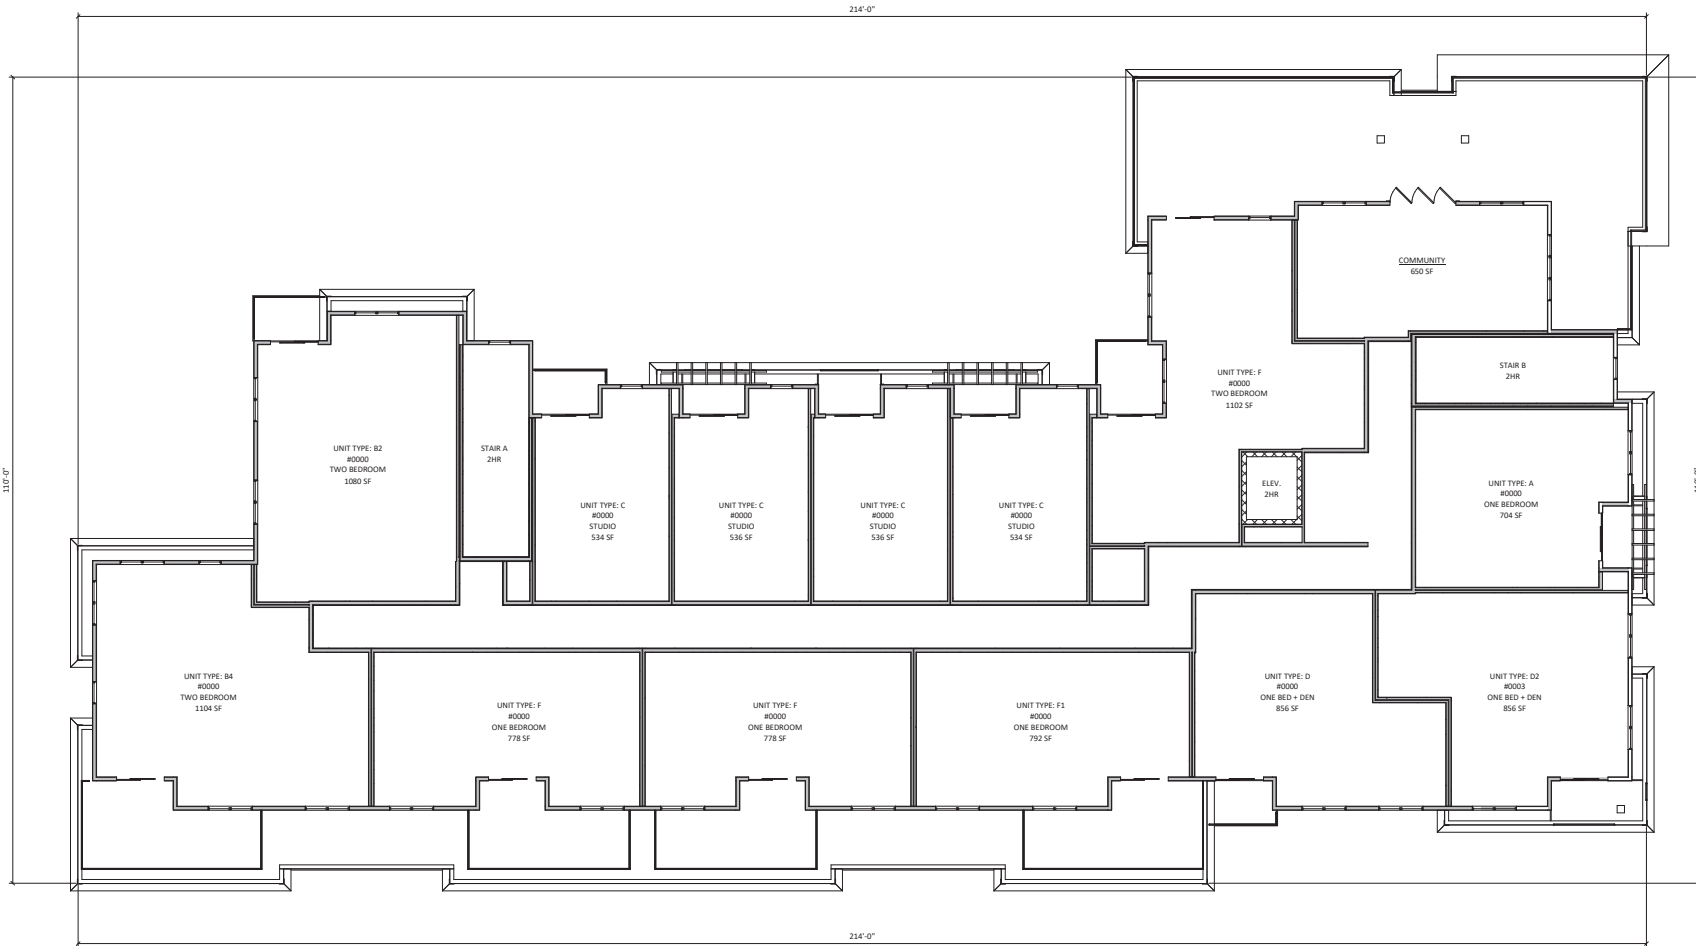 214'-0"
COMMUNITY
650 SF
110'-0"
UNIT TYPE: F
#0000
TWO BEDROOM
1102 SF
STAIR B
2HR
UNIT TYPE: B2
#0000
TWO BEDROOM
1080 SF
STAIR A
2HR
UNIT TYPE: C
#0000
STUDIO
534 SF
UNIT TYPE: C
#0000
STUDIO
536 SF
UNIT TYPE: C
#0000
STUDIO
536 SF
UNIT TYPE: C
#0000
STUDIO
534 SF
ELEV.
2HR
UNIT TYPE: A
#0000
ONE BEDROOM
704 SF
UNIT TYPE: B4
#0000
TWO BEDROOM
1104 SF
UNIT TYPE: F
#0000
ONE BEDROOM
778 SF
UNIT TYPE: F
#0000
ONE BEDROOM
778 SF
UNIT TYPE: F1
#0000
ONE BEDROOM
792 SF
UNIT TYPE: D
#0000
ONE BED + DEN
856 SF
UNIT TYPE: D2
#0003
ONE BED + DEN
856 SF
214'-0"